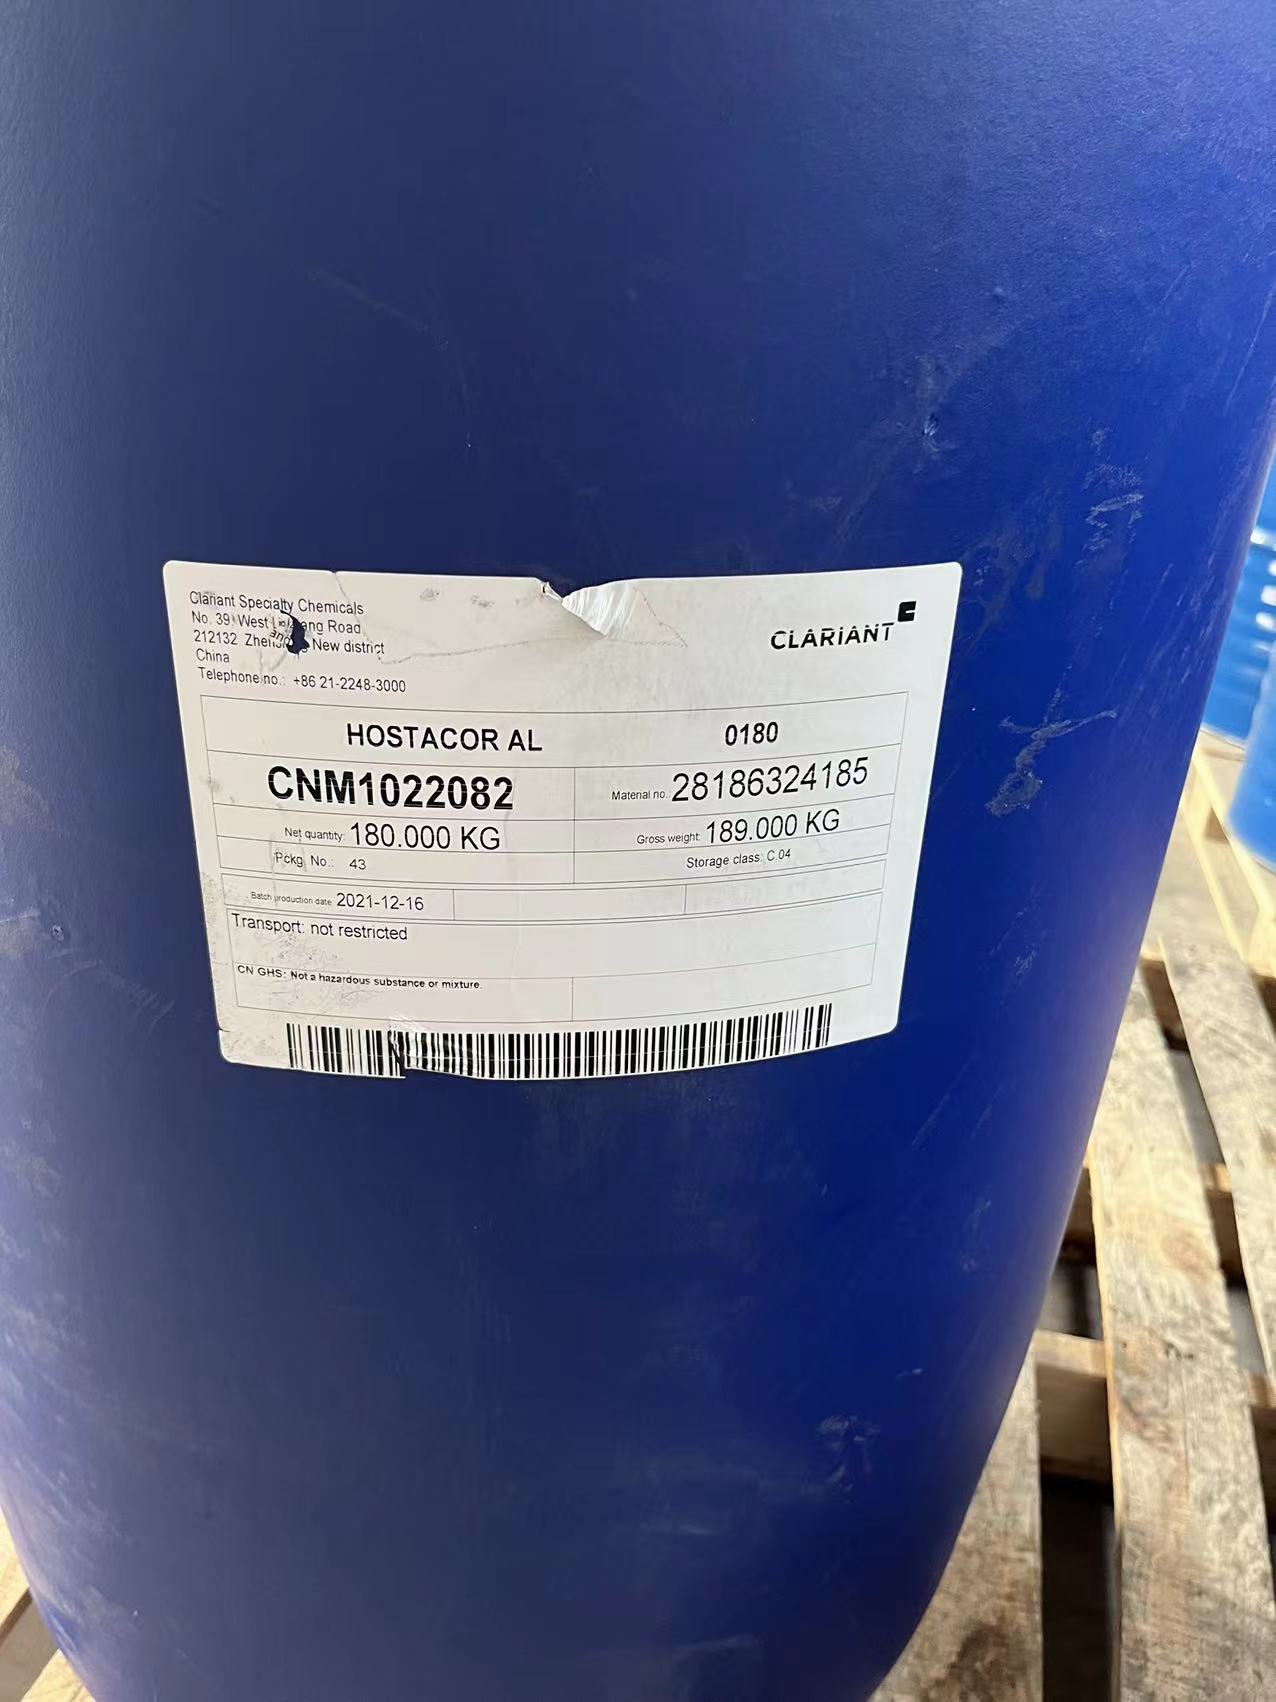 Clariant Specialty Chemicals
No. 39 West Road
212132 New district
China
Telephone no.: +86 21-2248-3000
CLARIANT
HOSTACOR AL 0180
CNM1022082
Material no.: 28186324185
Net quantity: 180.000 KG
Gross weight: 189.000 KG
Pckg. No.: 43
Storage class: C.04
Batch production date 2021-12-16
Transport: not restricted
CN GHS: Not a hazardous substance or mixture.